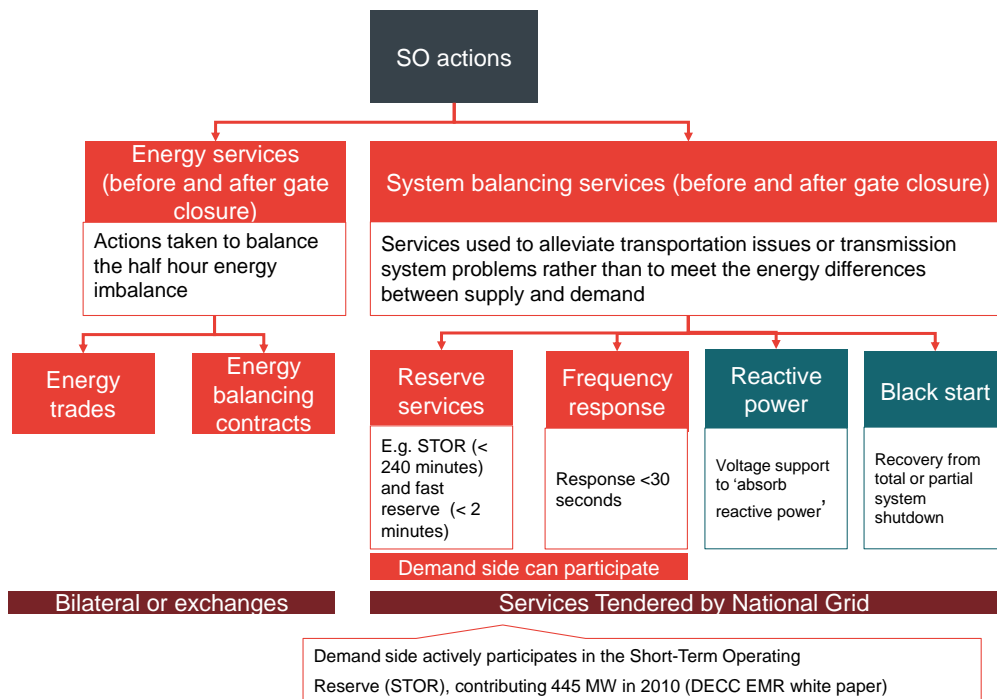 SO actions
Energy services
(before and after gate
closure)
Actions taken to balance
the half hour energy
imbalance
System balancing services (before and after gate closure)
Services used to alleviate transportation issues or transmission
system problems rather than to meet the energy differences
between supply and demand
Energy
trades
Energy
balancing
contracts
Reserve
services
E.g. STOR (<
240 minutes)
and fast
reserve (< 2
minutes)
Frequency
response
Response <30
seconds
Reactive
power
Voltage support
to ‘absorb
reactive power’
Black start
Recovery from
total or partial
system
shutdown
Demand side can participate
Bilateral or exchanges
Services Tendered by National Grid
Demand side actively participates in the Short-Term Operating
Reserve (STOR), contributing 445 MW in 2010 (DECC EMR white paper)